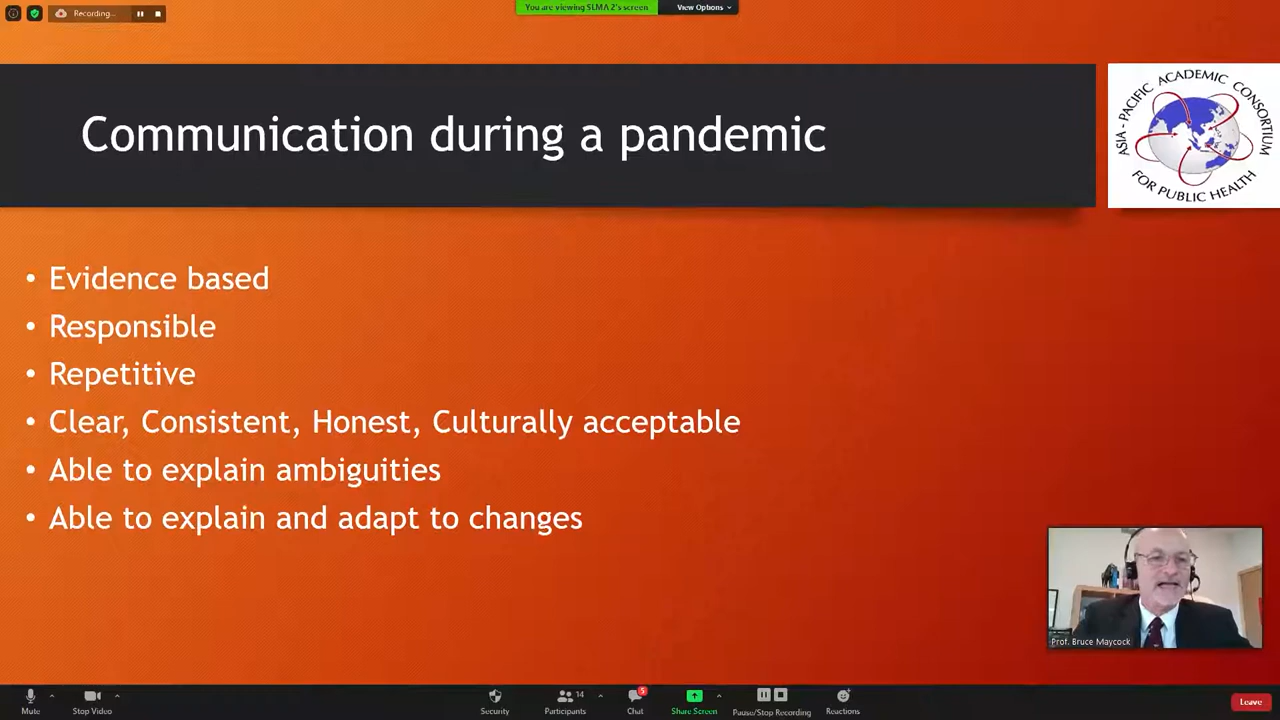 Recording...
You are viewing SLMA 2's screen
View Options
Communication during a pandemic
ASIA - PACIFIC ACADEMIC CONSORTIUM
FOR PUBLIC HEALTH
• Evidence based
• Responsible
• Repetitive
• Clear, Consistent, Honest, Culturally acceptable
• Able to explain ambiguities
• Able to explain and adapt to changes
Prof. Bruce Maycock
Mute
Stop Video
Security
14
Participants
5
Chat
Share Screen
Pause/Stop Recording
Reactions
Leave